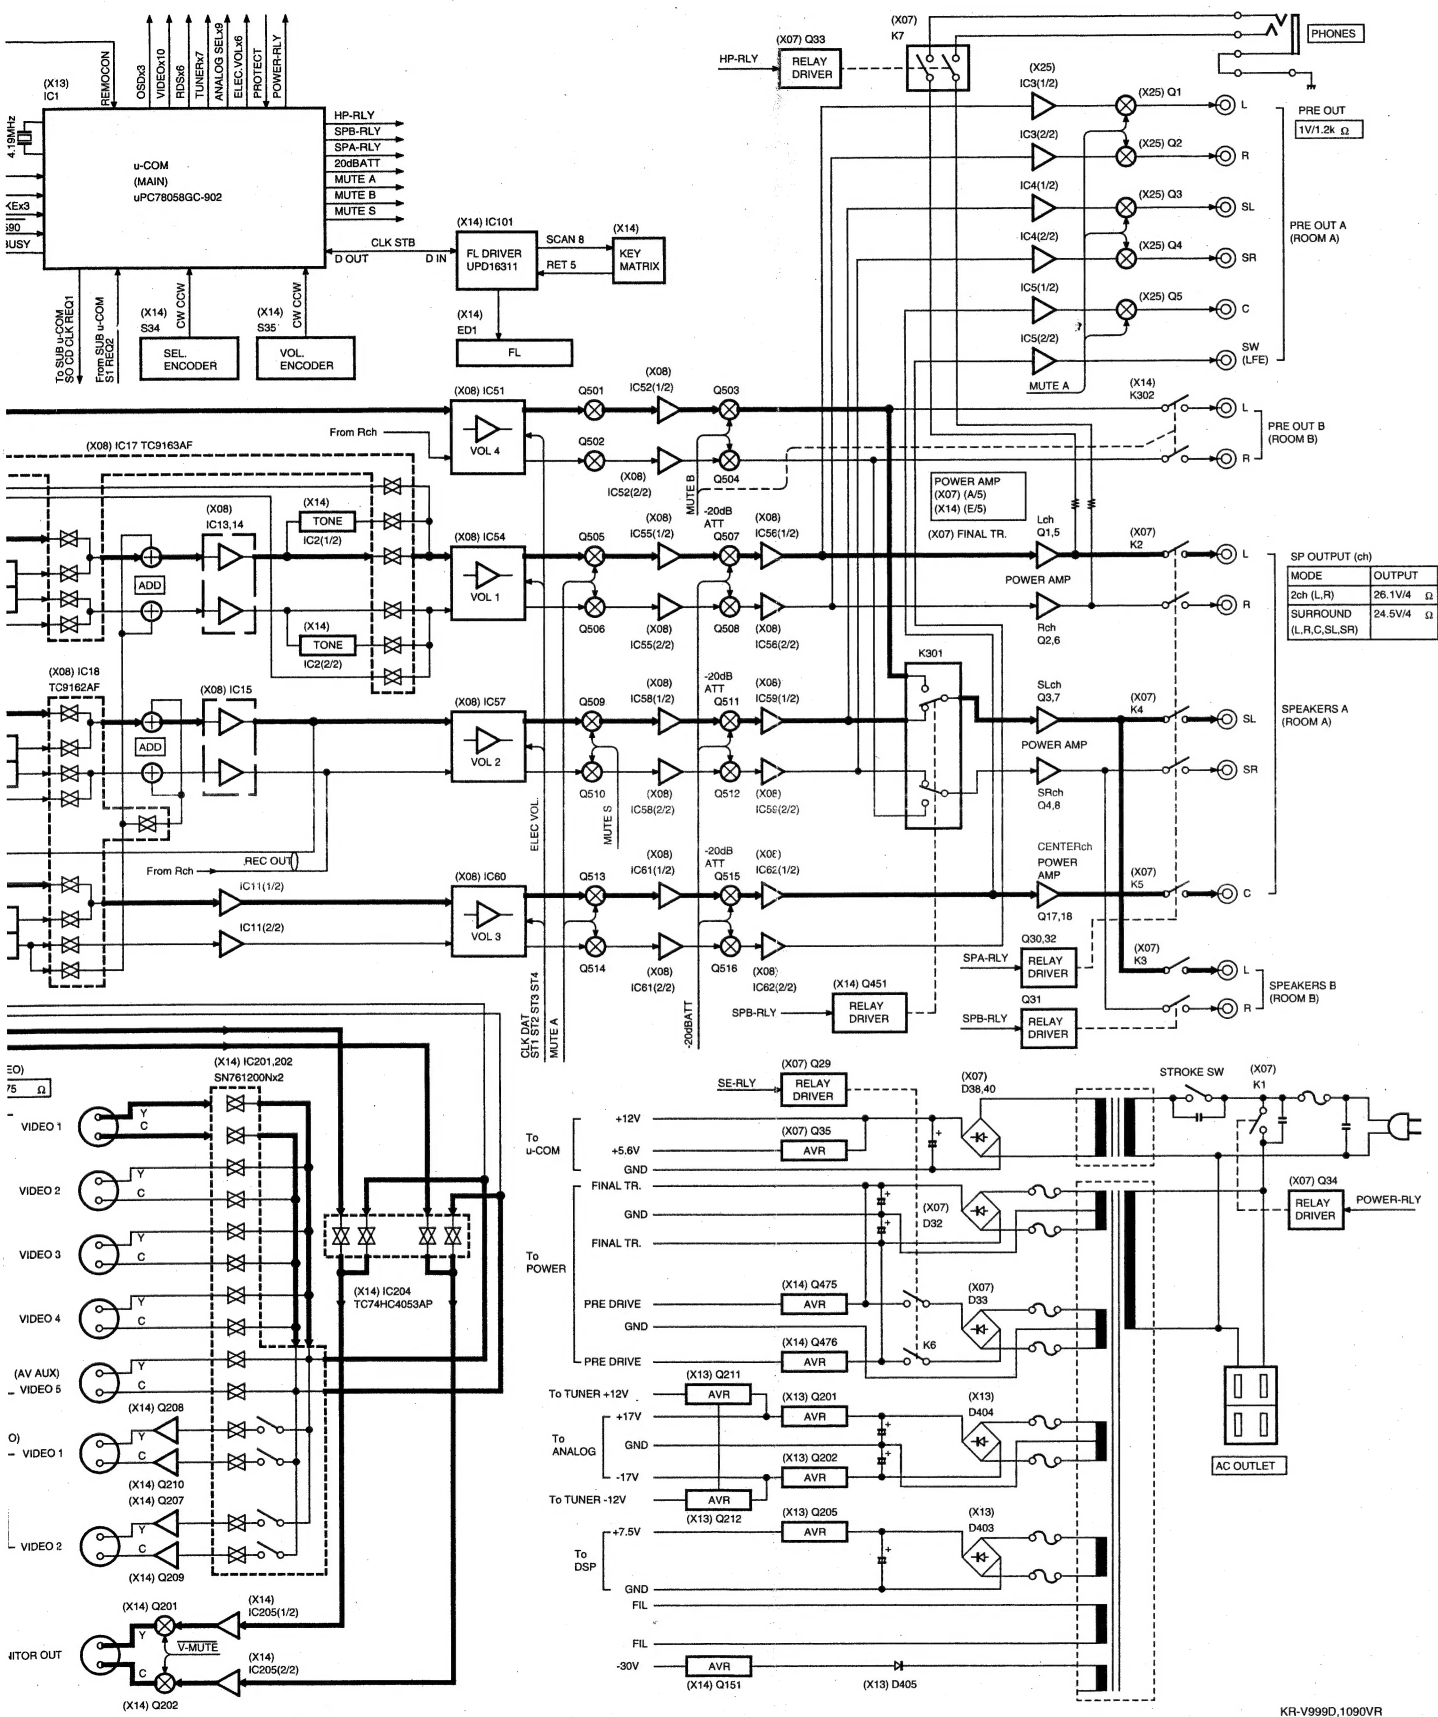 (X13)
IC1
4.19MHz
REMOCON
OSDx3
VIDEOx10
RDSx6
TUNERx7
ANALOG SELx9
ELEC.VOLx6
PROTECT
POWER-RLY
u-COM
(MAIN)
uPC78058GC-902
HP-RLY
SPB-RLY
SPA-RLY
20dBATT
MUTE A
MUTE B
MUTE S
KEx3
590
BUSY
CLK STB
D OUT
D IN
(X14) IC101
FL DRIVER
UPD16311
SCAN 8
RET 5
(X14)
KEY
MATRIX
(X14)
ED1
FL
To SUB u-COM
SO CD CLK REQ1
From SUB u-COM
S1 REQ2
(X14)
S34
CW CCW
SEL.
ENCODER
(X14)
S35
CW CCW
VOL.
ENCODER
HP-RLY
(X07) Q33
RELAY
DRIVER
(X07)
K7
PHONES
(X25)
IC3(1/2)
(X25) Q1
L
PRE OUT
1V/1.2k Ω
IC3(2/2)
(X25) Q2
R
IC4(1/2)
(X25) Q3
SL
PRE OUT A
(ROOM A)
IC4(2/2)
(X25) Q4
SR
IC5(1/2)
(X25) Q5
C
IC5(2/2)
SW
(LFE)
MUTE A
(X14)
K302
L
R
PRE OUT B
(ROOM B)
From Rch
(X08) IC51
VOL 4
Q501
Q502
(X08)
IC52(1/2)
(X08)
IC52(2/2)
Q503
Q504
MUTE B
(X08) IC17 TC9163AF
(X08)
IC13,14
(X14)
TONE
IC2(1/2)
(X14)
TONE
IC2(2/2)
ADD
(X08) IC54
VOL 1
Q505
Q506
(X08)
IC55(1/2)
(X08)
IC55(2/2)
-20dB
ATT
Q507
Q508
(X08)
IC56(1/2)
(X08)
IC56(2/2)
POWER AMP
(X07) (A/5)
(X14) (E/5)
(X07) FINAL TR.
Lch
Q1,5
POWER AMP
Rch
Q2,6
(X07)
K2
L
R
SP OUTPUT (ch)
MODE OUTPUT
2ch (L,R) 26.1V/4 Ω
SURROUND 24.5V/4 Ω
(L,R,C,SL,SR)
(X08) IC18
TC9162AF
(X08) IC15
ADD
(X08) IC57
VOL 2
Q509
Q510
MUTE S
ELEC VOL.
(X08)
IC58(1/2)
(X08)
IC58(2/2)
-20dB
ATT
Q511
Q512
(X08)
IC59(1/2)
(X08)
IC59(2/2)
K301
SLch
Q3,7
POWER AMP
SRch
Q4,8
(X07)
K4
SL
SR
SPEAKERS A
(ROOM A)
REC OUT
From Rch
IC11(1/2)
IC11(2/2)
(X08) IC60
VOL 3
Q513
Q514
(X08)
IC61(1/2)
(X08)
IC61(2/2)
-20dB
ATT
Q515
Q516
IC62(1/2)
(X08)
IC62(2/2)
CENTERch
POWER
AMP
Q17,18
(X07)
K5
C
SPA-RLY
Q30,32
RELAY
DRIVER
(X07)
K3
L
R
SPEAKERS B
(ROOM B)
SPB-RLY
Q31
RELAY
DRIVER
SPB-RLY
(X14) Q451
RELAY
DRIVER
CLK DAT
ST1 ST2 ST3 ST4
MUTE A
-20dBATT
EO)
75 Ω
(X14) IC201,202
SN761200Nx2
VIDEO 1
Y
C
VIDEO 2
Y
C
VIDEO 3
Y
C
VIDEO 4
Y
C
(AV AUX)
VIDEO 5
Y
C
(X14) IC204
TC74HC4053AP
(X14) Q208
O)
VIDEO 1
Y
C
(X14) Q210
(X14) Q207
VIDEO 2
Y
C
(X14) Q209
(X14) Q201
NITOR OUT
Y
C
V-MUTE
(X14) Q202
(X14)
IC205(1/2)
(X14)
IC205(2/2)
SE-RLY
(X07) Q29
RELAY
DRIVER
To
u-COM
+12V
+5.6V
GND
(X07) Q35
AVR
(X07)
D38,40
STROKE SW
(X07)
K1
(X07) Q34
RELAY
DRIVER
POWER-RLY
To
POWER
FINAL TR.
GND
FINAL TR.
(X07)
D32
PRE DRIVE
GND
PRE DRIVE
(X14) Q475
AVR
(X14) Q476
AVR
K6
(X07)
D33
To TUNER +12V
(X13) Q211
AVR
To
ANALOG
+17V
GND
-17V
(X13) Q201
AVR
(X13) Q202
AVR
(X13)
D404
AC OUTLET
To TUNER -12V
AVR
(X13) Q212
To
DSP
+7.5V
GND
(X13) Q205
AVR
(X13)
D403
FIL
FIL
-30V
AVR
(X14) Q151
(X13) D405
KR-V999D,1090VR